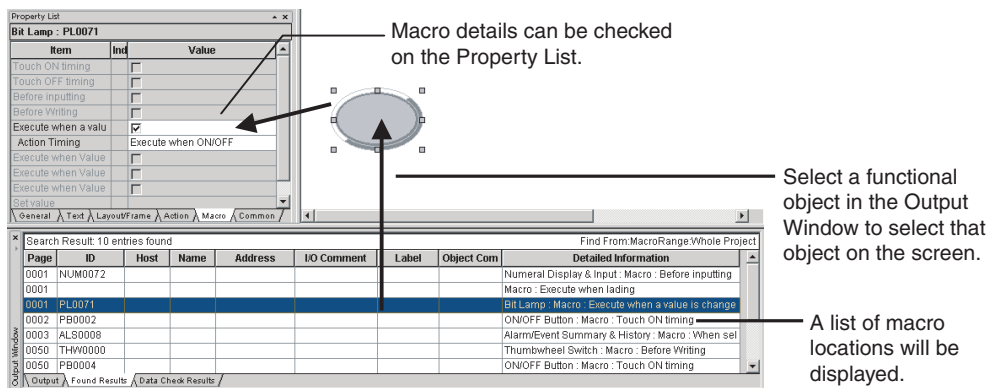 Property List
Bit Lamp : PL0071
Item Ind Value
Touch ON timing
Touch OFF timing
Before inputting
Before Writing
Execute when a valu
Action Timing Execute when ON/OFF
Execute when Value
Execute when Value
Execute when Value
Set value
General Text Layout/Frame Action Macro Common
Macro details can be checked
on the Property List.
Select a functional
object in the Output
Window to select that
object on the screen.
Search Result: 10 entries found Find From:MacroRange:Whole Project
Page ID Host Name Address I/O Comment Label Object Com Detailed Information
0001 NUM0072 Numeral Display & Input : Macro : Before inputting
0001 Macro : Execute when lading
0001 PL0071 Bit Lamp : Macro : Execute when a value is change
0002 PB0002 ON/OFF Button : Macro : Touch ON timing
0003 ALS0008 Alarm/Event Summary & History : Macro : When sel
0050 THW0000 Thumbwheel Switch : Macro : Before Writing
0050 PB0004 ON/OFF Button : Macro : Touch ON timing
Output Window
Output Found Results Data Check Results
A list of macro
locations will be
displayed.